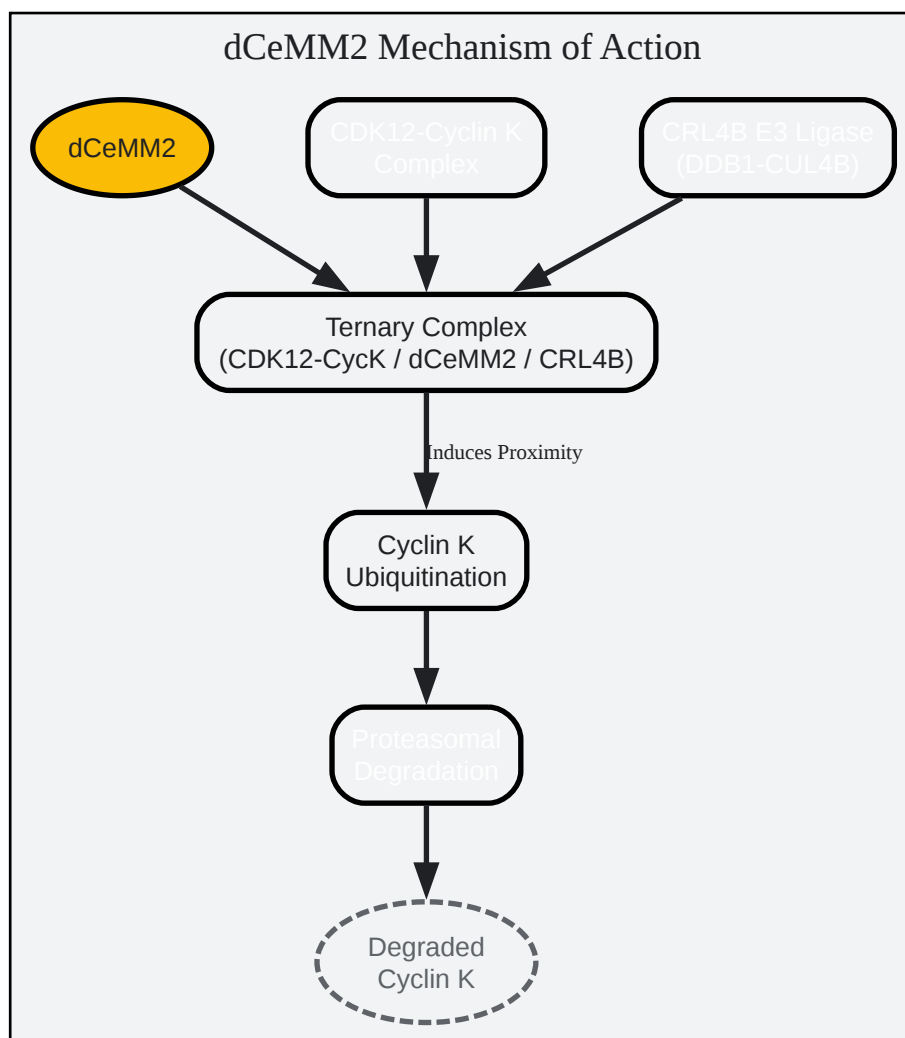 dCeMM2 Mechanism of Action
dCeMM2
CDK12-Cyclin K
Complex
CRL4B E3 Ligase
(DDB1-CUL4B)
Ternary Complex
(CDK12-CycK / dCeMM2 / CRL4B)
Induces Proximity
Cyclin K
Ubiquitination
Proteasomal
Degradation
Degraded
Cyclin K